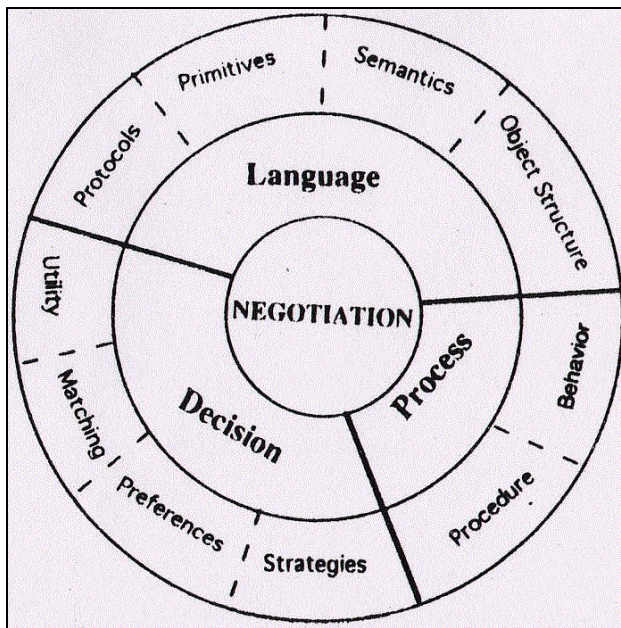 Protocols
Primitives
Semantics
Object Structure
Language
NEGOTIATION
Process
Decision
Behavior
Procedure
Strategies
Preferences
Matching
Utility